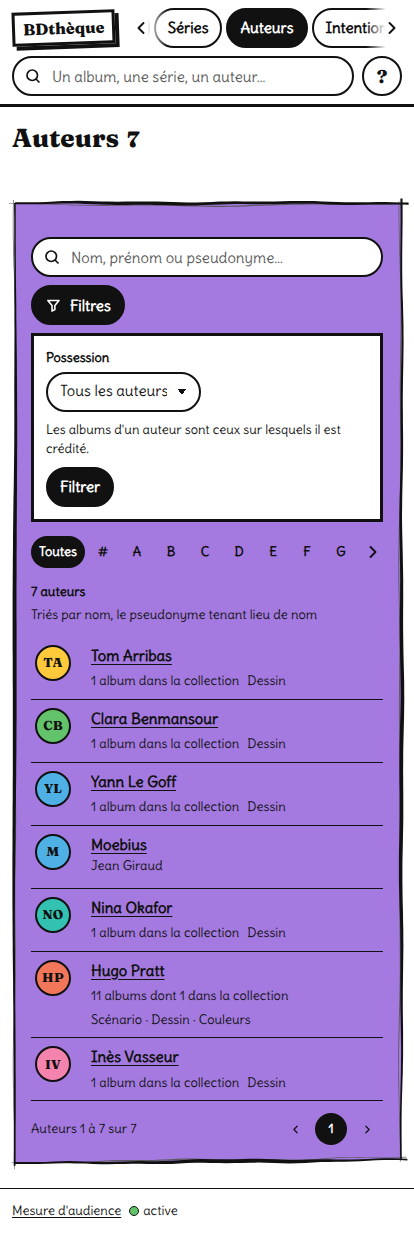 BDthèque
Séries
Auteurs
Intention
Un album, une série, un auteur...
?
Auteurs 7
Nom, prénom ou pseudonyme...
Filtres
Possession
Tous les auteurs
Les albums d'un auteur sont ceux sur lesquels il est
crédité.
Filtrer
Toutes # A B C D E F G
7 auteurs
Triés par nom, le pseudonyme tenant lieu de nom
TA
Tom Arribas
1 album dans la collection Dessin
CB
Clara Benmansour
1 album dans la collection Dessin
YL
Yann Le Goff
1 album dans la collection Dessin
M
Moebius
Jean Giraud
NO
Nina Okafor
1 album dans la collection Dessin
HP
Hugo Pratt
11 albums dont 1 dans la collection
Scénario · Dessin · Couleurs
IV
Inès Vasseur
1 album dans la collection Dessin
Auteurs 1 à 7 sur 7
‹ 1 ›
Mesure d'audience active